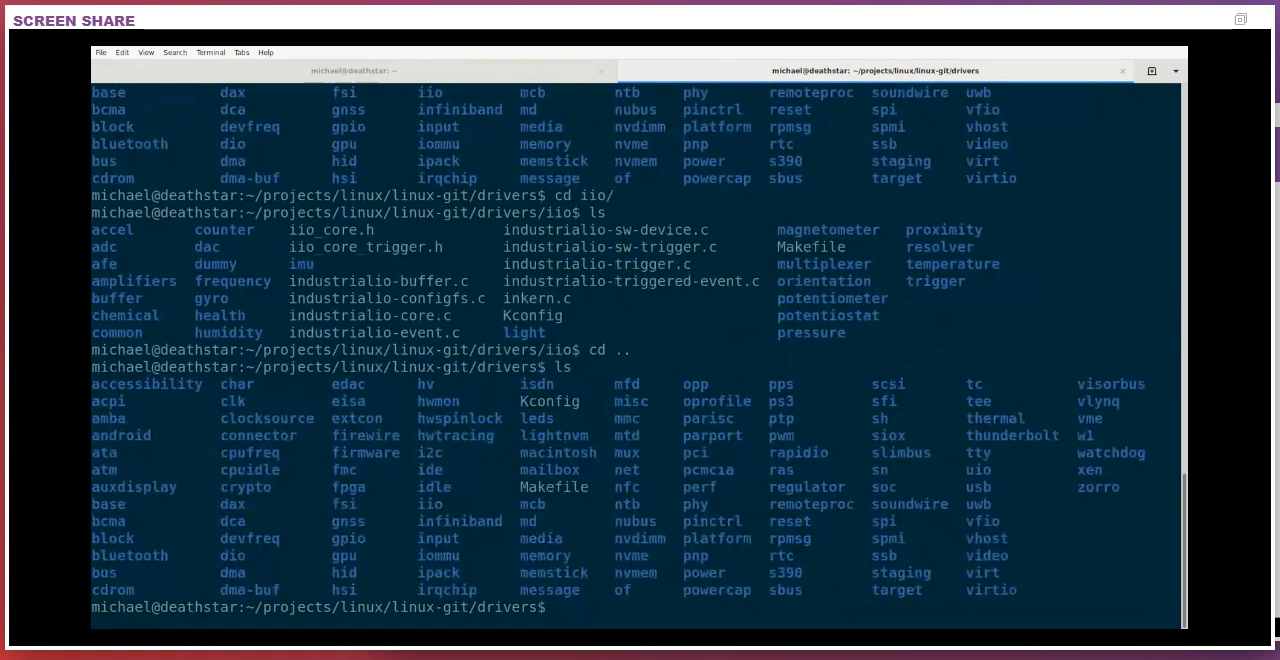 SCREEN SHARE
File Edit View Search Terminal Tabs Help
michael@deathstar: ~ × michael@deathstar: ~/projects/linux/linux-git/drivers ×
base dax fsi iio mcb ntb phy remoteproc soundwire uwb
bcma dca gnss infiniband md nubus pinctrl reset spi vfio
block devfreq gpio input media nvdimm platform rpmsg spmi vhost
bluetooth dio gpu iommu memory nvme pnp rtc ssb video
bus dma hid ipack memstick nvmem power s390 staging virt
cdrom dma-buf hsi irqchip message of powercap sbus target virtio
michael@deathstar:~/projects/linux/linux-git/drivers$ cd iio/
michael@deathstar:~/projects/linux/linux-git/drivers/iio$ ls
accel counter iio_core.h industrialio-sw-device.c magnetometer proximity
adc dac iio_core_trigger.h industrialio-sw-trigger.c Makefile resolver
afe dummy imu industrialio-trigger.c multiplexer temperature
amplifiers frequency industrialio-buffer.c industrialio-triggered-event.c orientation trigger
buffer gyro industrialio-configfs.c inkern.c potentiometer
chemical health industrialio-core.c Kconfig potentiostat
common humidity industrialio-event.c light pressure
michael@deathstar:~/projects/linux/linux-git/drivers/iio$ cd ..
michael@deathstar:~/projects/linux/linux-git/drivers$ ls
accessibility char edac hv isdn mfd opp pps scsi tc visorbus
acpi clk eisa hwmon Kconfig misc oprofile ps3 sfi tee vlynq
amba clocksource extcon hwspinlock leds mmc parisc ptp sh thermal vme
android connector firewire hwtracing lightnvm mtd parport pwm siox thunderbolt w1
ata cpufreq firmware i2c macintosh mux pci rapidio slimbus tty watchdog
atm cpuidle fmc ide mailbox net pcmcia ras sn uio xen
auxdisplay crypto fpga idle Makefile nfc perf regulator soc usb zorro
base dax fsi iio mcb ntb phy remoteproc soundwire uwb
bcma dca gnss infiniband md nubus pinctrl reset spi vfio
block devfreq gpio input media nvdimm platform rpmsg spmi vhost
bluetooth dio gpu iommu memory nvme pnp rtc ssb video
bus dma hid ipack memstick nvmem power s390 staging virt
cdrom dma-buf hsi irqchip message of powercap sbus target virtio
michael@deathstar:~/projects/linux/linux-git/drivers$